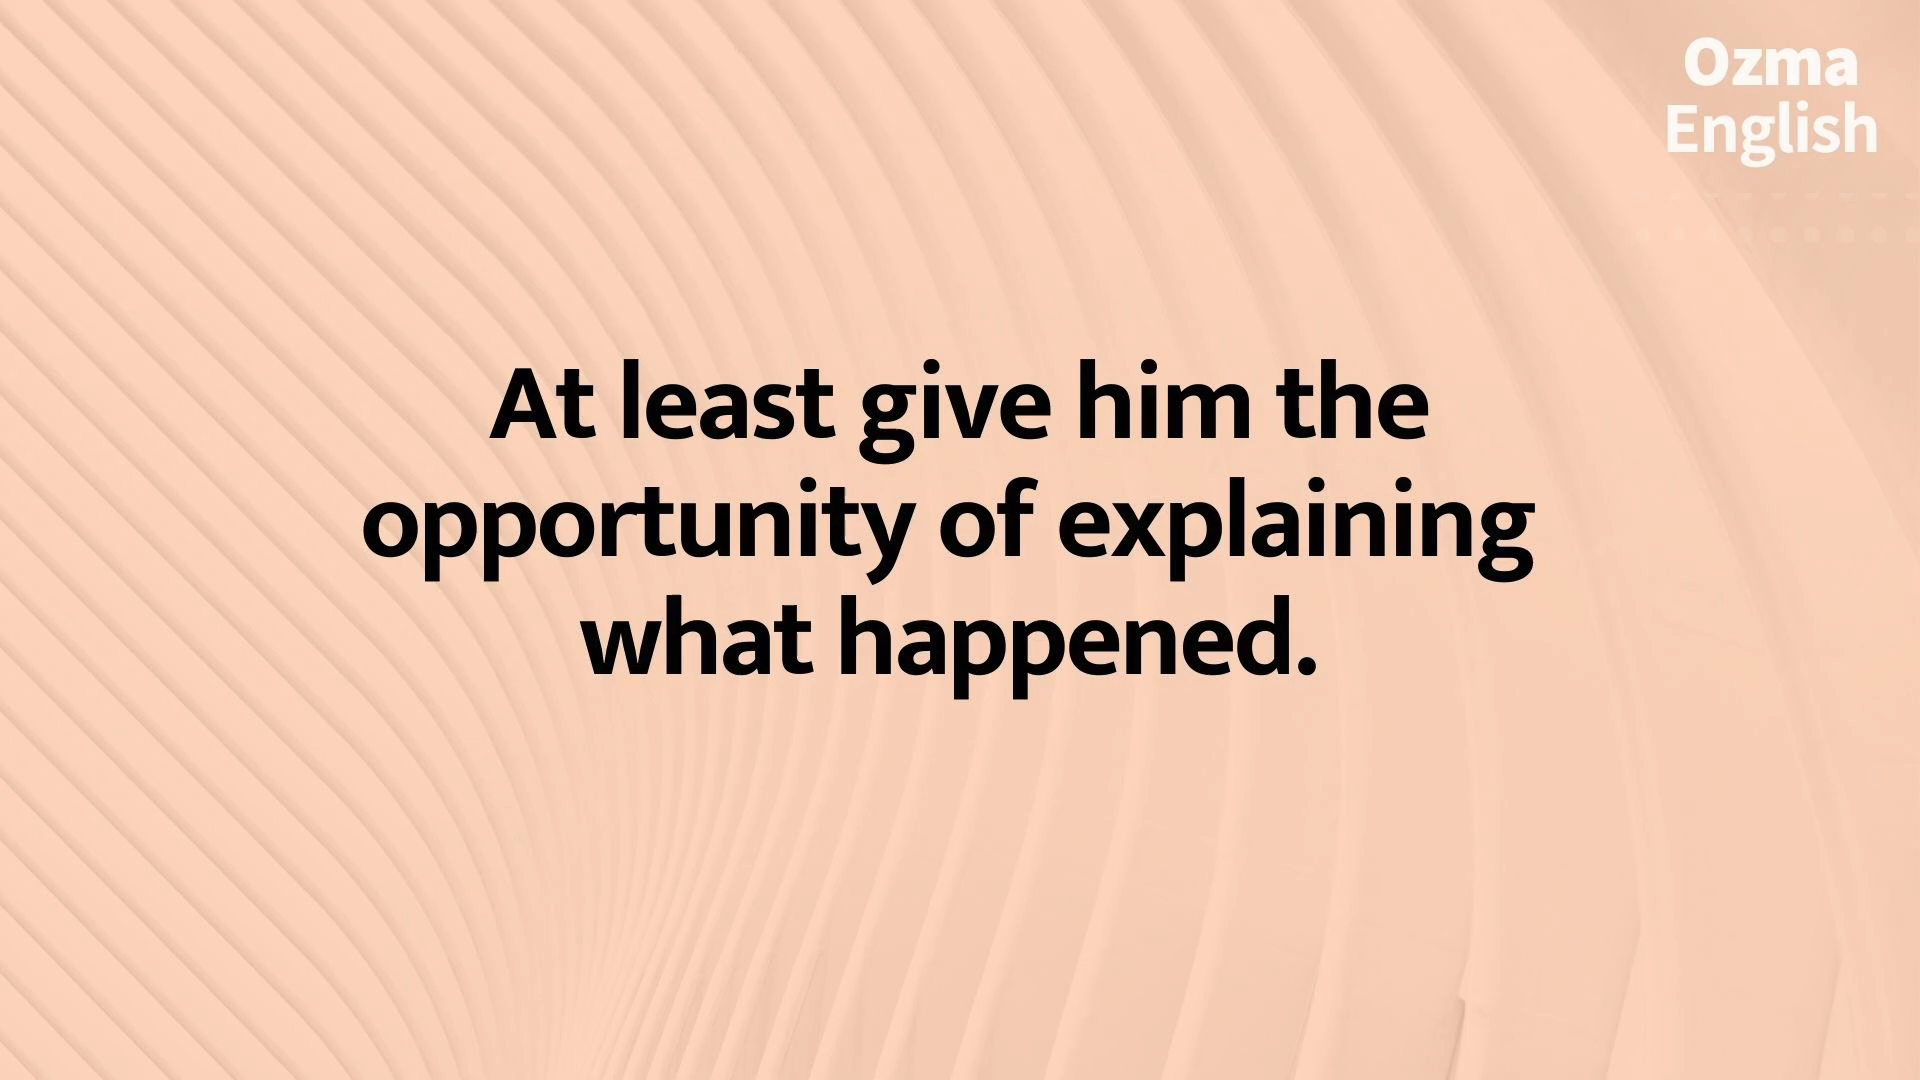 Ozma
English
At least give him the
opportunity of explaining
what happened.